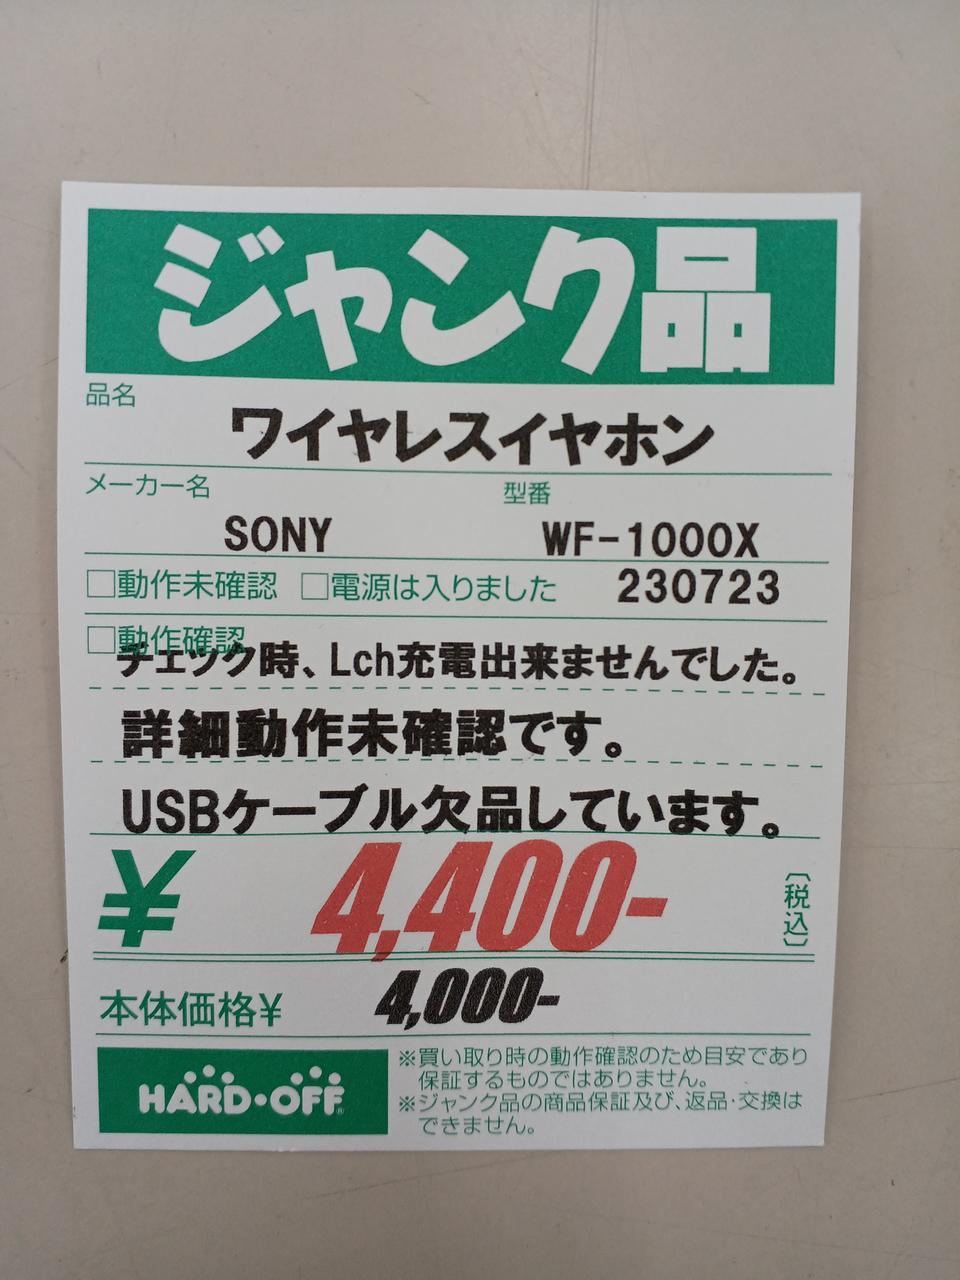 ジャンク品
品名
ワイヤレスイヤホン
メーカー名 型番
SONY WF-1000X
□動作未確認 □電源は入りました 230723
□動作確認
チェック時、Lch充電出来ませんでした。
詳細動作未確認です。
USBケーブル欠品しています。
¥ 4,400- 〔税込〕
本体価格¥ 4,000-
HARD・OFF®
※買い取り時の動作確認のため目安であり
保証するものではありません。
※ジャンク品の商品保証及び、返品・交換は
できません。